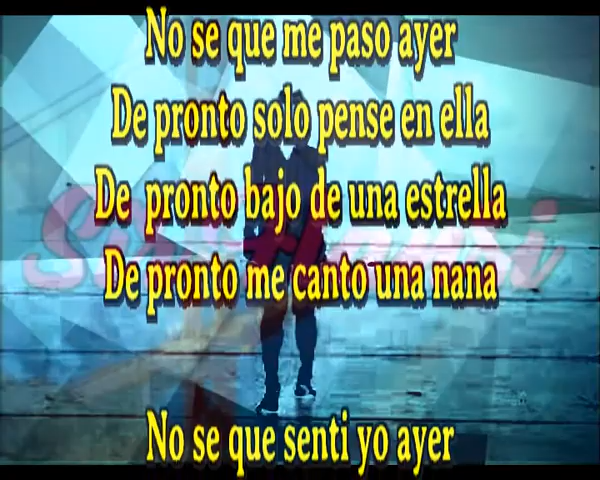 No se que me paso ayer
De pronto solo pense en ella
De pronto bajo de una estrella
De pronto me canto una nana
No se que senti yo ayer